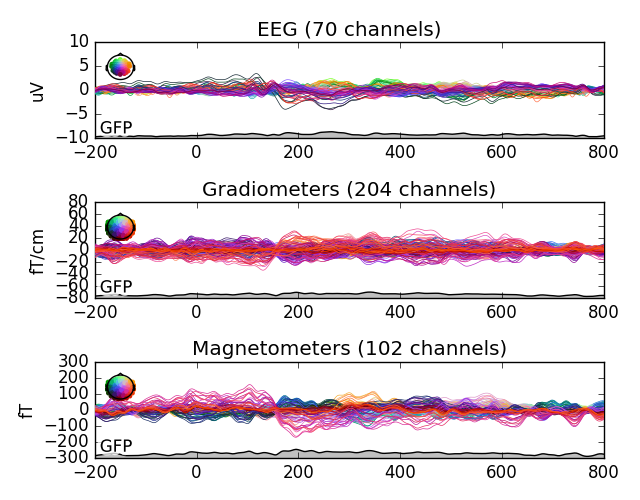 EEG (70 channels)
10
5
0
−5
−10
uV
GFP
−200 0 200 400 600 800
Gradiometers (204 channels)
80
60
40
20
0
−20
−40
−60
−80
fT/cm
GFP
−200 0 200 400 600 800
Magnetometers (102 channels)
300
200
100
0
−100
−200
−300
fT
GFP
−200 0 200 400 600 800